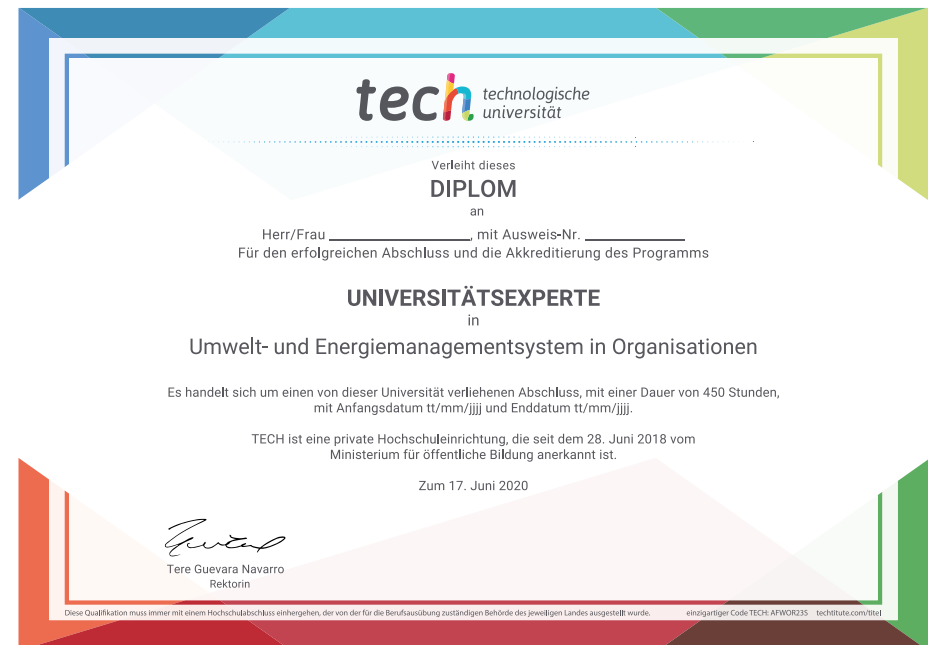 tech technologische
universität
Verleiht dieses
DIPLOM
an
Herr/Frau ____________________, mit Ausweis-Nr. ______________
Für den erfolgreichen Abschluss und die Akkreditierung des Programms
UNIVERSITÄTSEXPERTE
in
Umwelt- und Energiemanagementsystem in Organisationen
Es handelt sich um einen von dieser Universität verliehenen Abschluss, mit einer Dauer von 450 Stunden,
mit Anfangsdatum tt/mm/jjjj und Enddatum tt/mm/jjjj.
TECH ist eine private Hochschuleinrichtung, die seit dem 28. Juni 2018 vom
Ministerium für öffentliche Bildung anerkannt ist.
Zum 17. Juni 2020
Tere Guevara Navarro
Rektorin
Diese Qualifikation muss immer mit einem Hochschulabschluss einhergehen, der von der für die Berufsausübung zuständigen Behörde des jeweiligen Landes ausgestellt wurde. einzigartiger Code TECH: AFWOR23S techtitute.com/titel